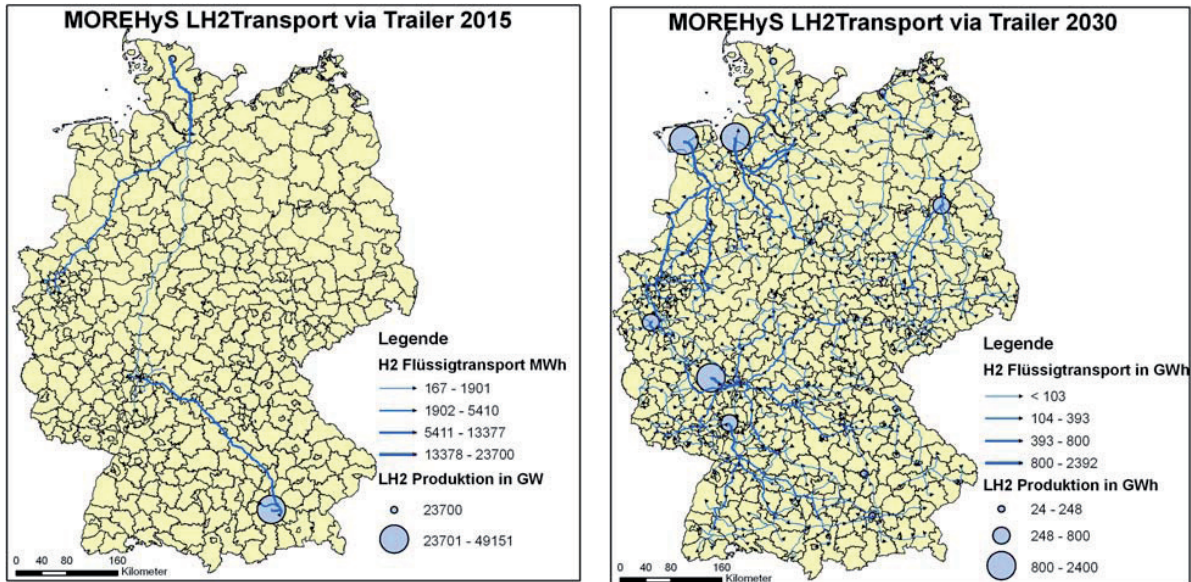 MOREHyS LH2Transport via Trailer 2015
Legende
H2 Flüssigtransport MWh
167 - 1901
1902 - 5410
5411 - 13377
13378 - 23700
LH2 Produktion in GW
23700
23701 - 49151
0 40 80 160
Kilometer
MOREHyS LH2Transport via Trailer 2030
Legende
H2 Flüssigtransport in GWh
< 103
104 - 393
393 - 800
800 - 2392
LH2 Produktion in GWh
24 - 248
248 - 800
800 - 2400
0 40 80 160
Kilometer